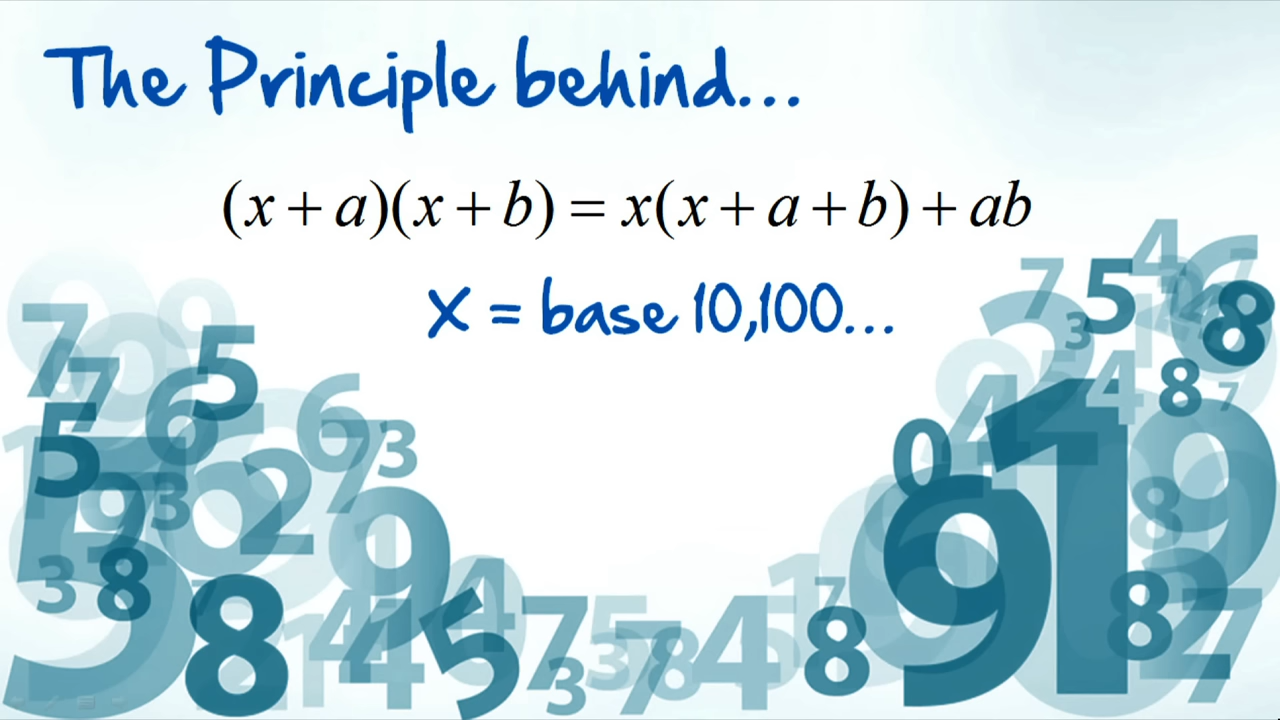 The Principle behind...
(x + a)(x + b) = x(x + a + b) + ab
X = base 10,100...